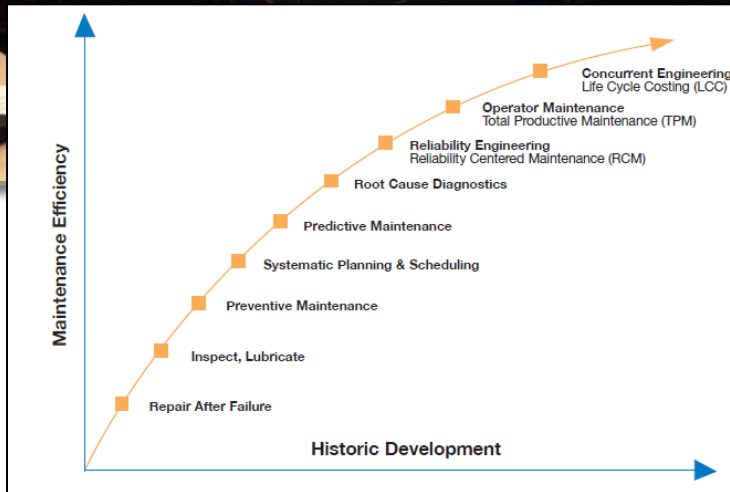 Concurrent Engineering
Life Cycle Costing (LCC)
Operator Maintenance
Total Productive Maintenance (TPM)
Reliability Engineering
Reliability Centered Maintenance (RCM)
Root Cause Diagnostics
Predictive Maintenance
Systematic Planning & Scheduling
Preventive Maintenance
Inspect, Lubricate
Repair After Failure
Maintenance Efficiency
Historic Development